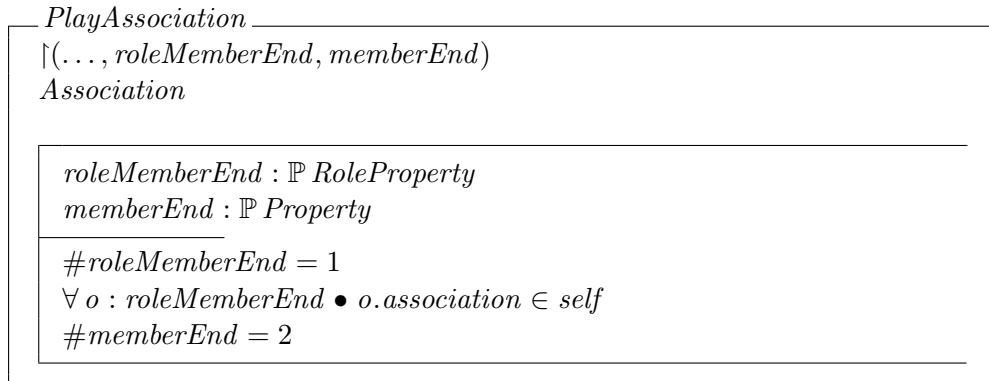 PlayAssociation
↾(..., roleMemberEnd, memberEnd)
Association
roleMemberEnd : ℙ RoleProperty
memberEnd : ℙ Property
#roleMemberEnd = 1
∀ o : roleMemberEnd • o.association ∈ self
#memberEnd = 2